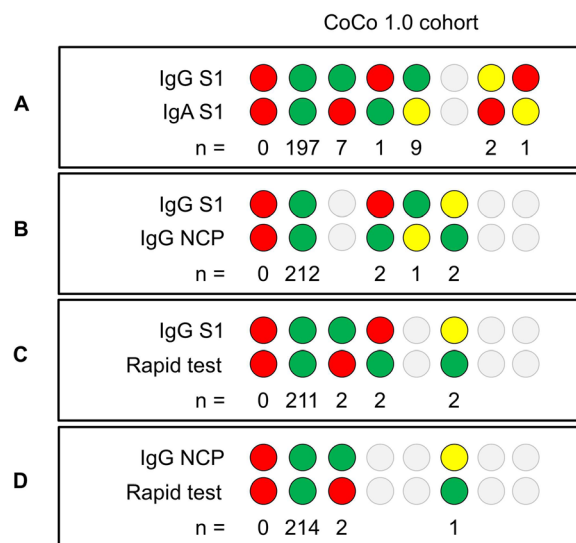 CoCo 1.0 cohort
A
IgG S1
IgA S1
n = 0 197 7 1 9 2 1
B
IgG S1
IgG NCP
n = 0 212 2 1 2
C
IgG S1
Rapid test
n = 0 211 2 2 2
D
IgG NCP
Rapid test
n = 0 214 2 1